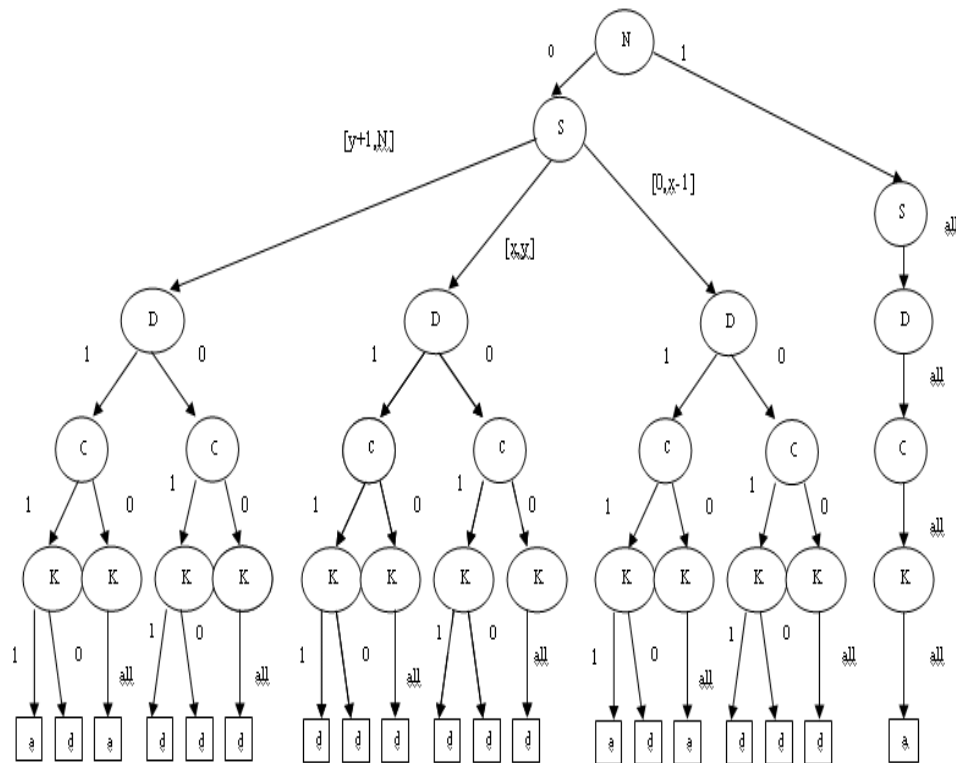 N
0 1
S
[y+1,N]
[0,x-1]
S
all
[x,y]
D D D D
1 0 1 0 1 0
all
C C c c c C C
1 0 1 0 1 0 1 0 1 0 1 0
all
K K K K K K K K K K K K K
1 0 all 1 0 all 1 0 all 1 0 all 1 0 all 1 0 all all
a d a d d d d d d d d d a d a d d d a